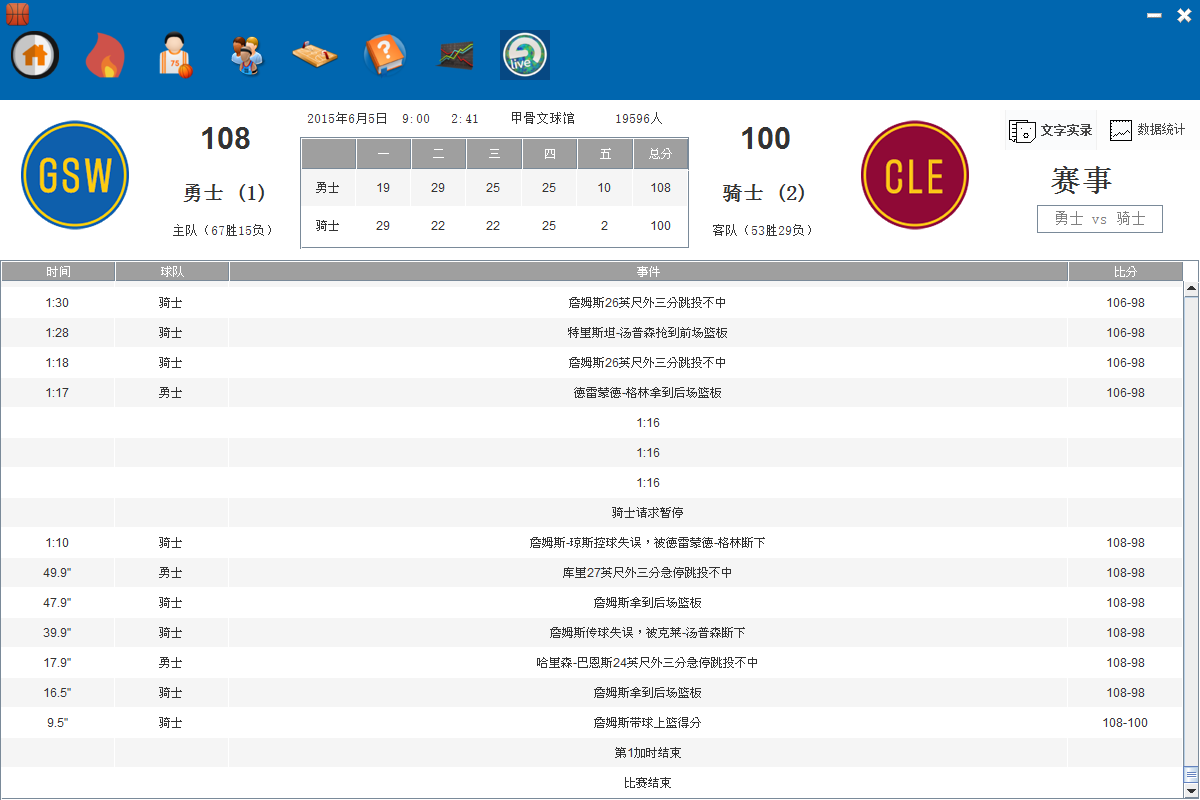 75
?
live
GSW
108
勇士 (1)
主队（67胜15负）
2015年6月5日 9:00 2:41 甲骨文球馆 19596人
一 二 三 四 五 总分
勇士 19 29 25 25 10 108
骑士 29 22 22 25 2 100
100
骑士 (2)
客队（53胜29负）
CLE
文字实录 数据统计
赛事
勇士 vs 骑士
时间 球队 事件 比分
1:30 骑士 詹姆斯26英尺外三分跳投不中 106-98
1:28 骑士 特里斯坦-汤普森抢到前场篮板 106-98
1:18 骑士 詹姆斯26英尺外三分跳投不中 106-98
1:17 勇士 德雷蒙德-格林拿到后场篮板 106-98
1:16
1:16
1:16
骑士请求暂停
1:10 骑士 詹姆斯-琼斯控球失误，被德雷蒙德-格林断下 108-98
49.9" 勇士 库里27英尺外三分急停跳投不中 108-98
47.9" 骑士 詹姆斯拿到后场篮板 108-98
39.9" 骑士 詹姆斯传球失误，被克莱-汤普森断下 108-98
17.9" 勇士 哈里森-巴恩斯24英尺外三分急停跳投不中 108-98
16.5" 骑士 詹姆斯拿到后场篮板 108-98
9.5" 骑士 詹姆斯带球上篮得分 108-100
第1加时结束
比赛结束